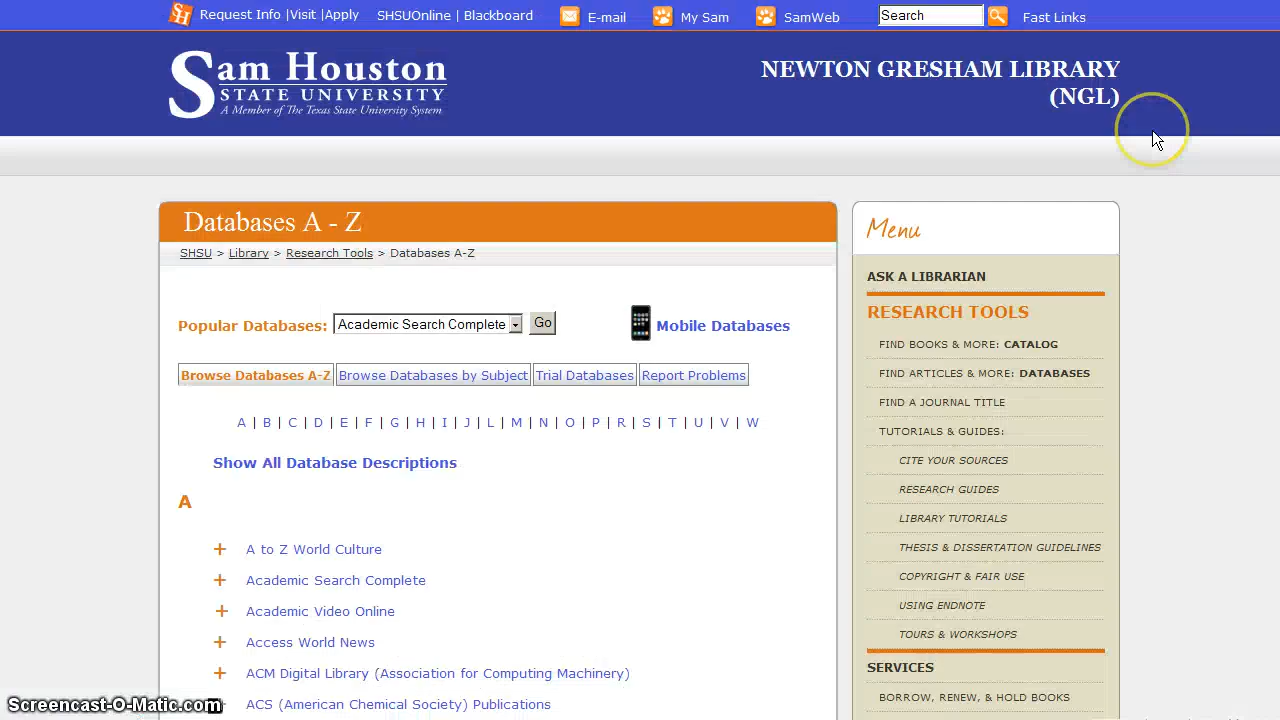 Request Info |Visit |Apply SHSUOnline | Blackboard E-mail My Sam SamWeb Search Fast Links
Sam Houston
STATE UNIVERSITY
A Member of The Texas State University System
NEWTON GRESHAM LIBRARY
(NGL)
Databases A - Z
SHSU > Library > Research Tools > Databases A-Z
Popular Databases: Academic Search Complete Go Mobile Databases
Browse Databases A-Z Browse Databases by Subject Trial Databases Report Problems
A | B | C | D | E | F | G | H | I | J | L | M | N | O | P | R | S | T | U | V | W
Show All Database Descriptions
A
+ A to Z World Culture
+ Academic Search Complete
+ Academic Video Online
+ Access World News
+ ACM Digital Library (Association for Computing Machinery)
+ ACS (American Chemical Society) Publications
Menu
ASK A LIBRARIAN
RESEARCH TOOLS
FIND BOOKS & MORE: CATALOG
FIND ARTICLES & MORE: DATABASES
FIND A JOURNAL TITLE
TUTORIALS & GUIDES:
CITE YOUR SOURCES
RESEARCH GUIDES
LIBRARY TUTORIALS
THESIS & DISSERTATION GUIDELINES
COPYRIGHT & FAIR USE
USING ENDNOTE
TOURS & WORKSHOPS
SERVICES
BORROW, RENEW, & HOLD BOOKS
Screencast-O-Matic.com